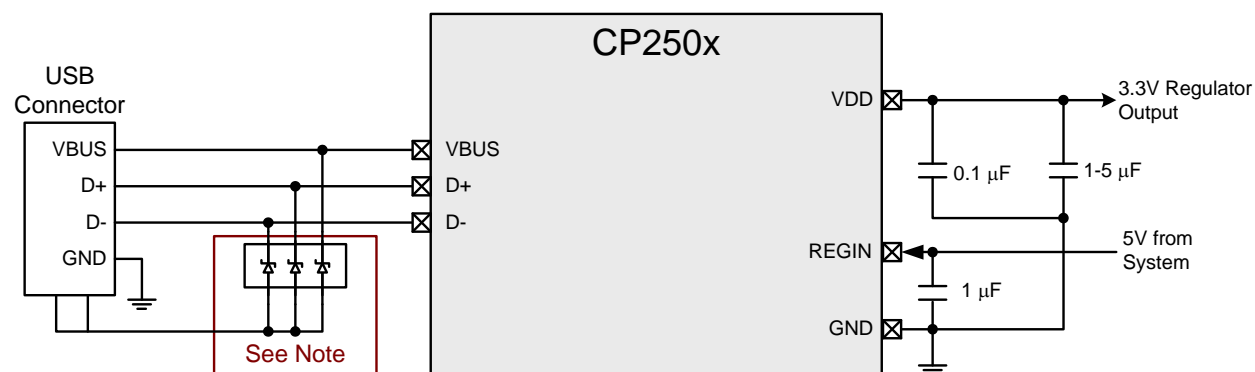 CP250x
USB
Connector
VBUS
D+
D-
GND
VBUS
D+
D-
See Note
VDD
3.3V Regulator
Output
0.1 μF
1-5 μF
REGIN
5V from
System
1 μF
GND